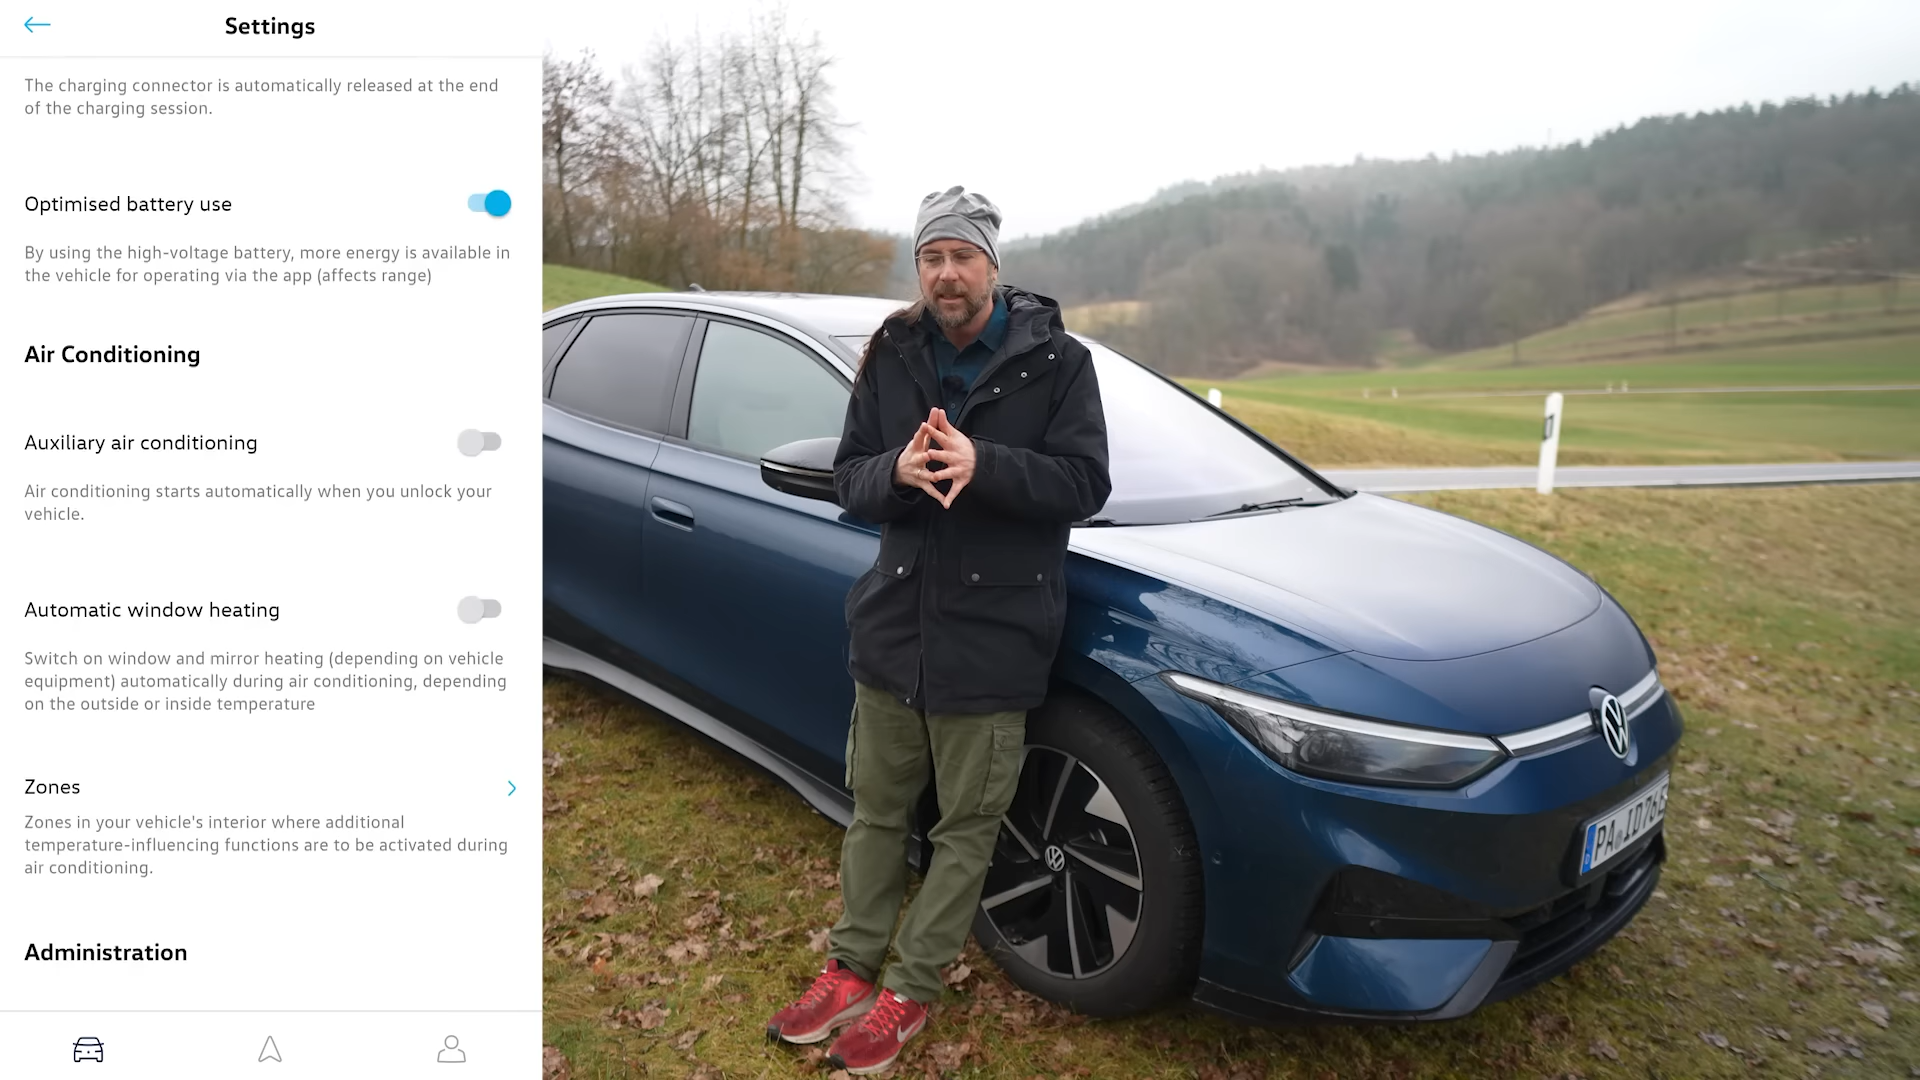 Settings
The charging connector is automatically released at the end
of the charging session.
Optimised battery use
By using the high-voltage battery, more energy is available in
the vehicle for operating via the app (affects range)
Air Conditioning
Auxiliary air conditioning
Air conditioning starts automatically when you unlock your
vehicle.
Automatic window heating
Switch on window and mirror heating (depending on vehicle
equipment) automatically during air conditioning, depending
on the outside or inside temperature
Zones
Zones in your vehicle's interior where additional
temperature-influencing functions are to be activated during
air conditioning.
Administration
PA ID76E